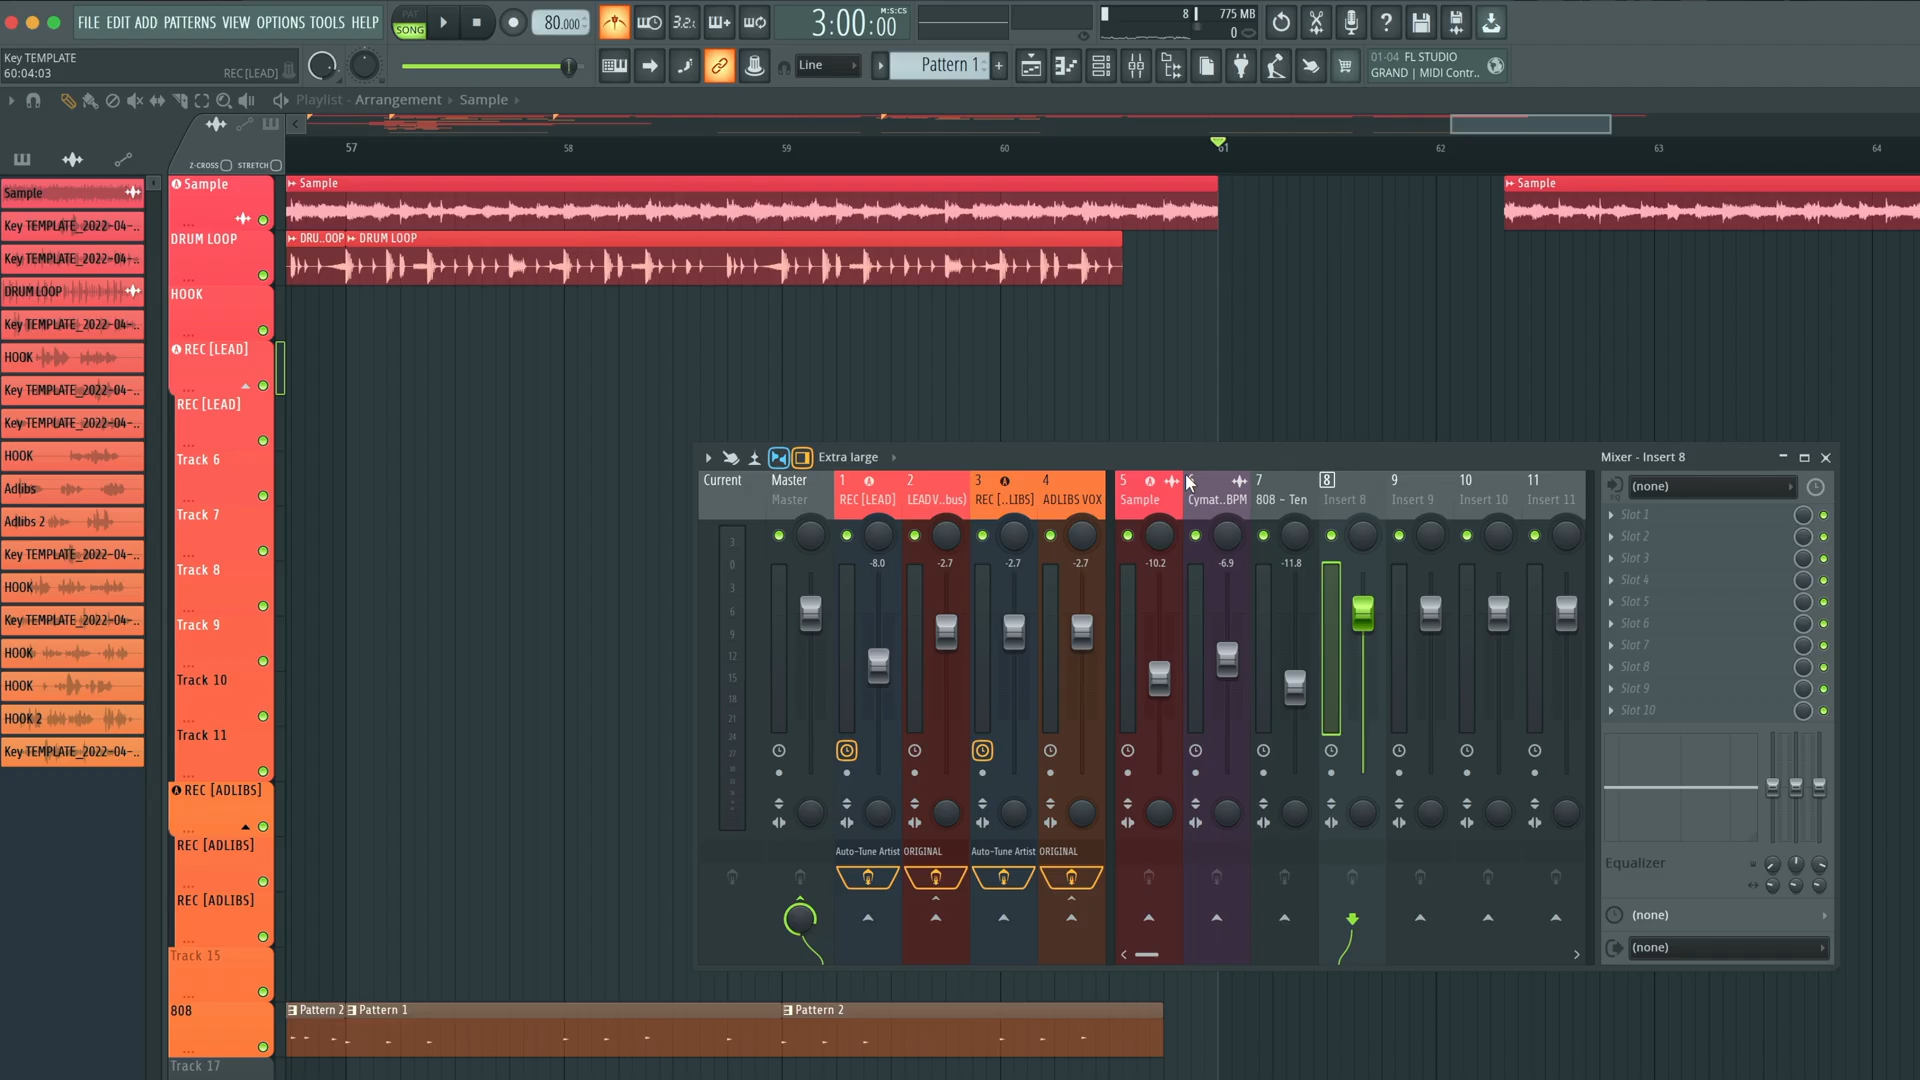 FILE EDIT ADD PATTERNS VIEW OPTIONS TOOLS HELP
PAT
SONG
80.000
3:2..
3:00:00
M:S:CS
8
775 MB
0
Key TEMPLATE
60:04:03
REC [LEAD]
Line
Pattern 1
+
01-04 FL STUDIO
GRAND | MIDI Contr..
Playlist - Arrangement › Sample ›
57
58
59
60
61
62
63
64
Z-CROSS
STRETCH
Sample
Key TEMPLATE_2022-04-..
Key TEMPLATE_2022-04-..
DRUM LOOP
Key TEMPLATE_2022-04-..
HOOK
Key TEMPLATE_2022-04-..
Key TEMPLATE_2022-04-..
HOOK
Adlibs
Adlibs 2
Key TEMPLATE_2022-04-..
HOOK
Key TEMPLATE_2022-04-..
HOOK
HOOK
HOOK 2
Key TEMPLATE_2022-04-..
Sample
DRUM LOOP
HOOK
REC [LEAD]
REC [LEAD]
Track 6
Track 7
Track 8
Track 9
Track 10
Track 11
REC [ADLIBS]
REC [ADLIBS]
REC [ADLIBS]
Track 15
808
Track 17
Sample
Sample
DRU..OOP
DRUM LOOP
Pattern 2
Pattern 1
Pattern 2
Extra large
Mixer - Insert 8
Current
Master
1
2
3
4
5
7
8
9
10
11
Master
REC [LEAD]
LEAD V..bus)
REC [..LIBS]
ADLIBS VOX
Sample
Cymat..BPM
808 - Ten
Insert 8
Insert 9
Insert 10
Insert 11
3
0
3
6
9
12
15
18
21
24
27
-8.0
-2.7
-2.7
-2.7
-10.2
-6.9
-11.8
Auto-Tune Artist
ORIGINAL
Auto-Tune Artist
ORIGINAL
(none)
Slot 1
Slot 2
Slot 3
Slot 4
Slot 5
Slot 6
Slot 7
Slot 8
Slot 9
Slot 10
Equalizer
(none)
(none)